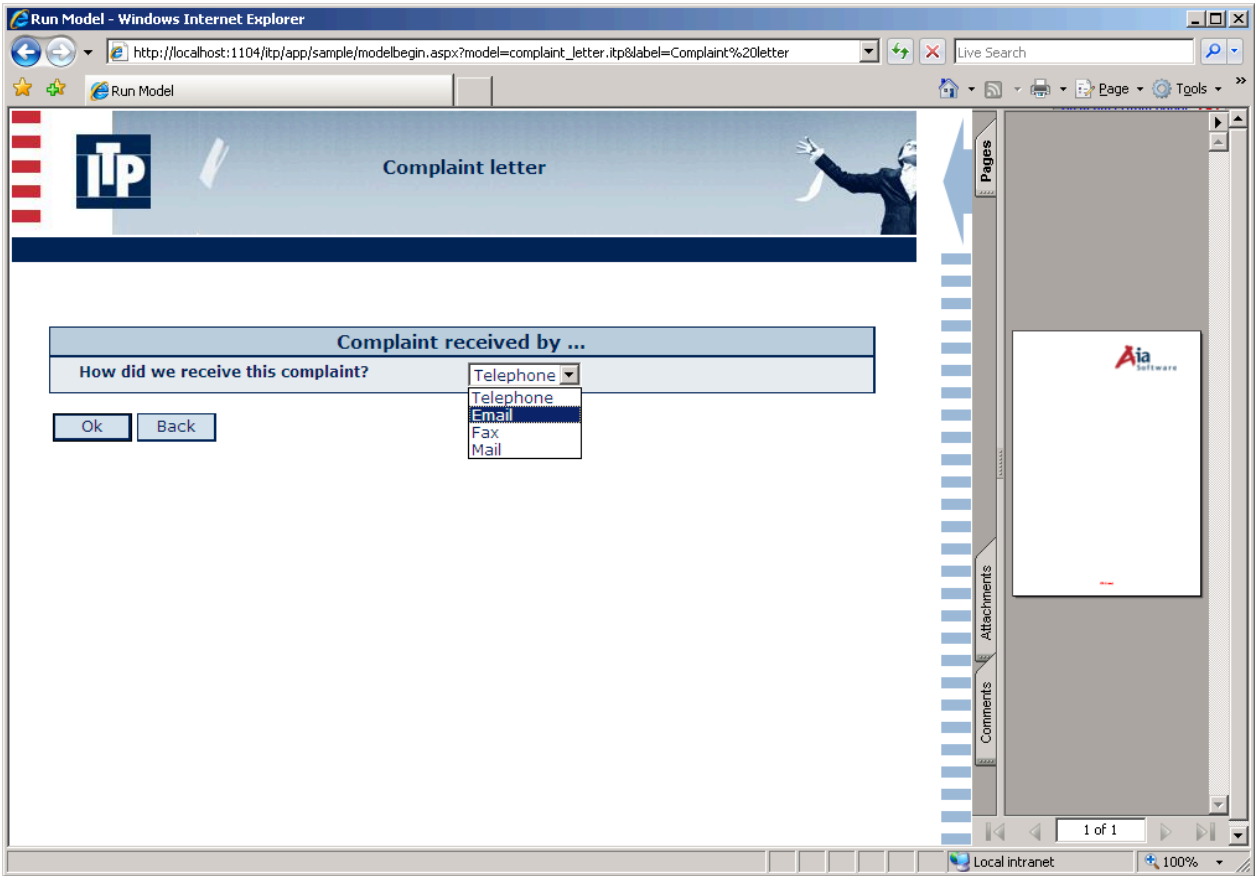 Run Model - Windows Internet Explorer
http://localhost:1104/itp/app/sample/modelbegin.aspx?model=complaint_letter.itp&label=Complaint%20letter
Live Search
Run Model
Page
Tools
»
ITP
Complaint letter
Pages
Complaint received by ...
How did we receive this complaint?
Telephone
Telephone
Email
Fax
Mail
Ok
Back
Aia
Software
Attachments
Comments
1 of 1
Local intranet
100%